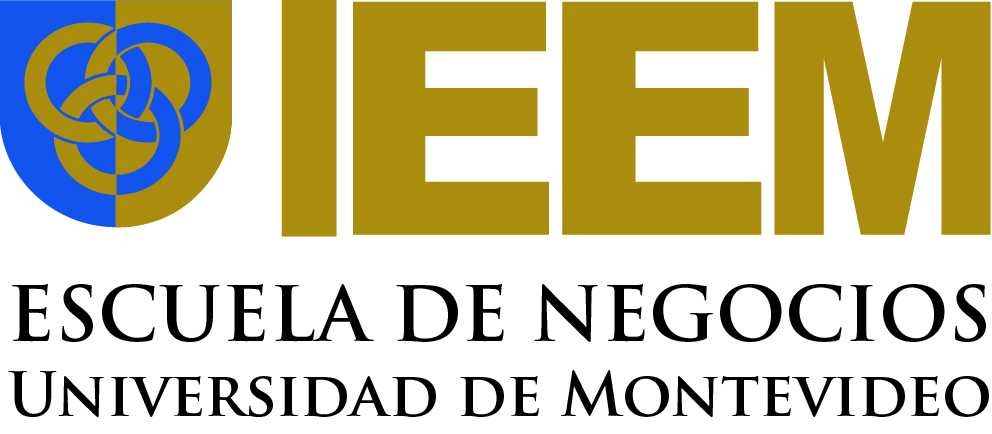 IEEM
ESCUELA DE NEGOCIOS
UNIVERSIDAD DE MONTEVIDEO